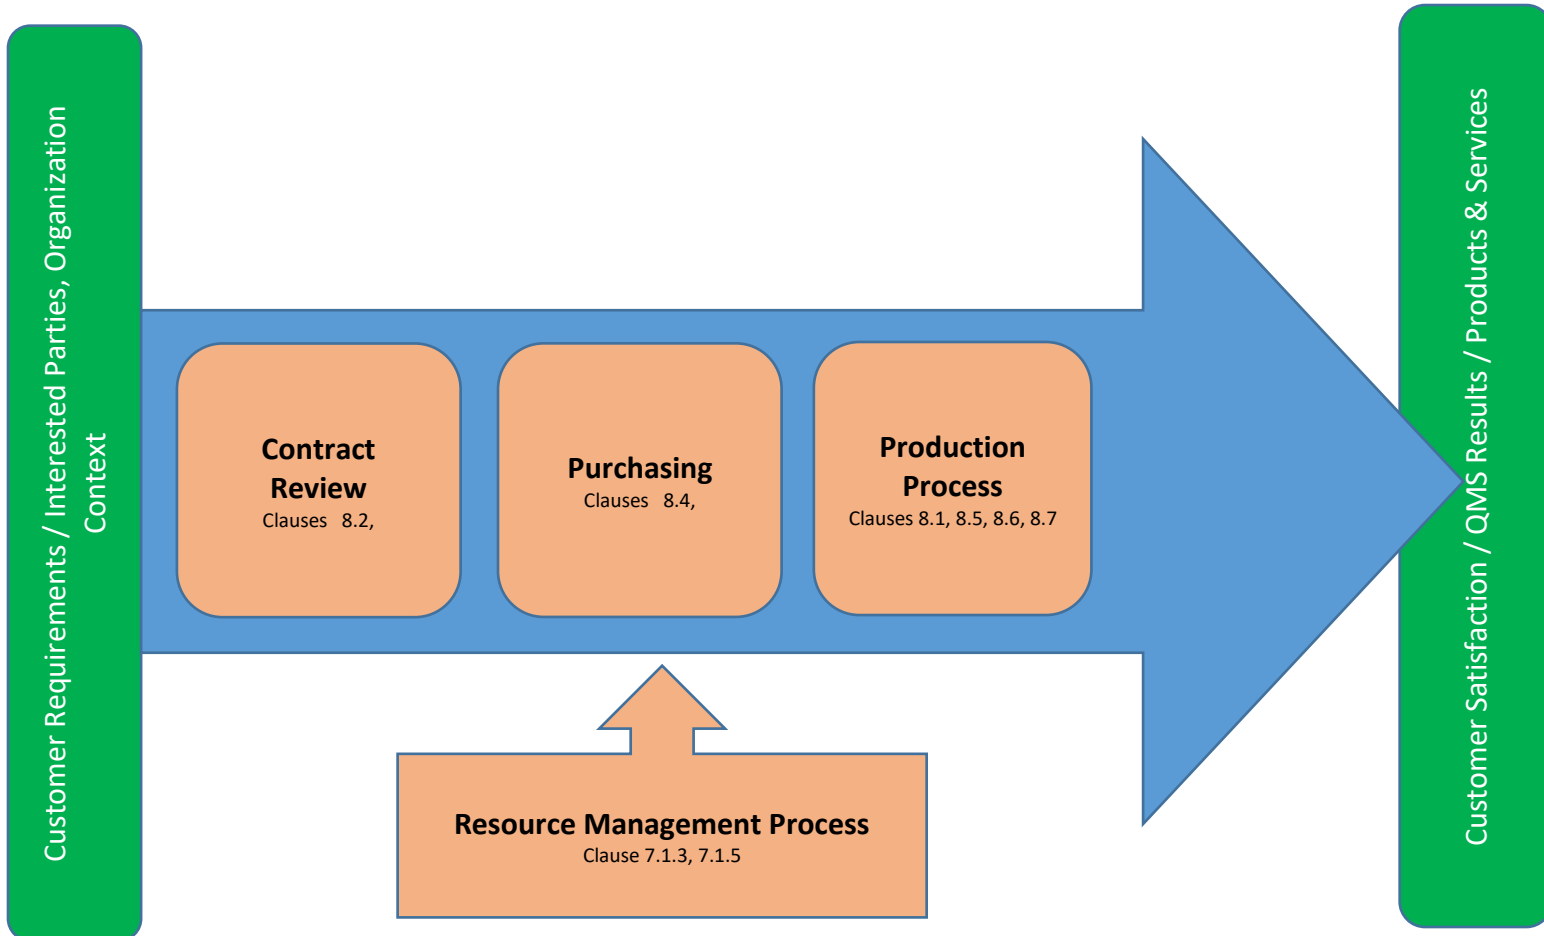 Customer Requirements / Interested Parties, Organization
Context
Contract
Review
Clauses   8.2,
Purchasing
Clauses   8.4,
Production
Process
Clauses 8.1, 8.5, 8.6, 8.7
Resource Management Process
Clause 7.1.3, 7.1.5
Customer Satisfaction / QMS Results / Products & Services